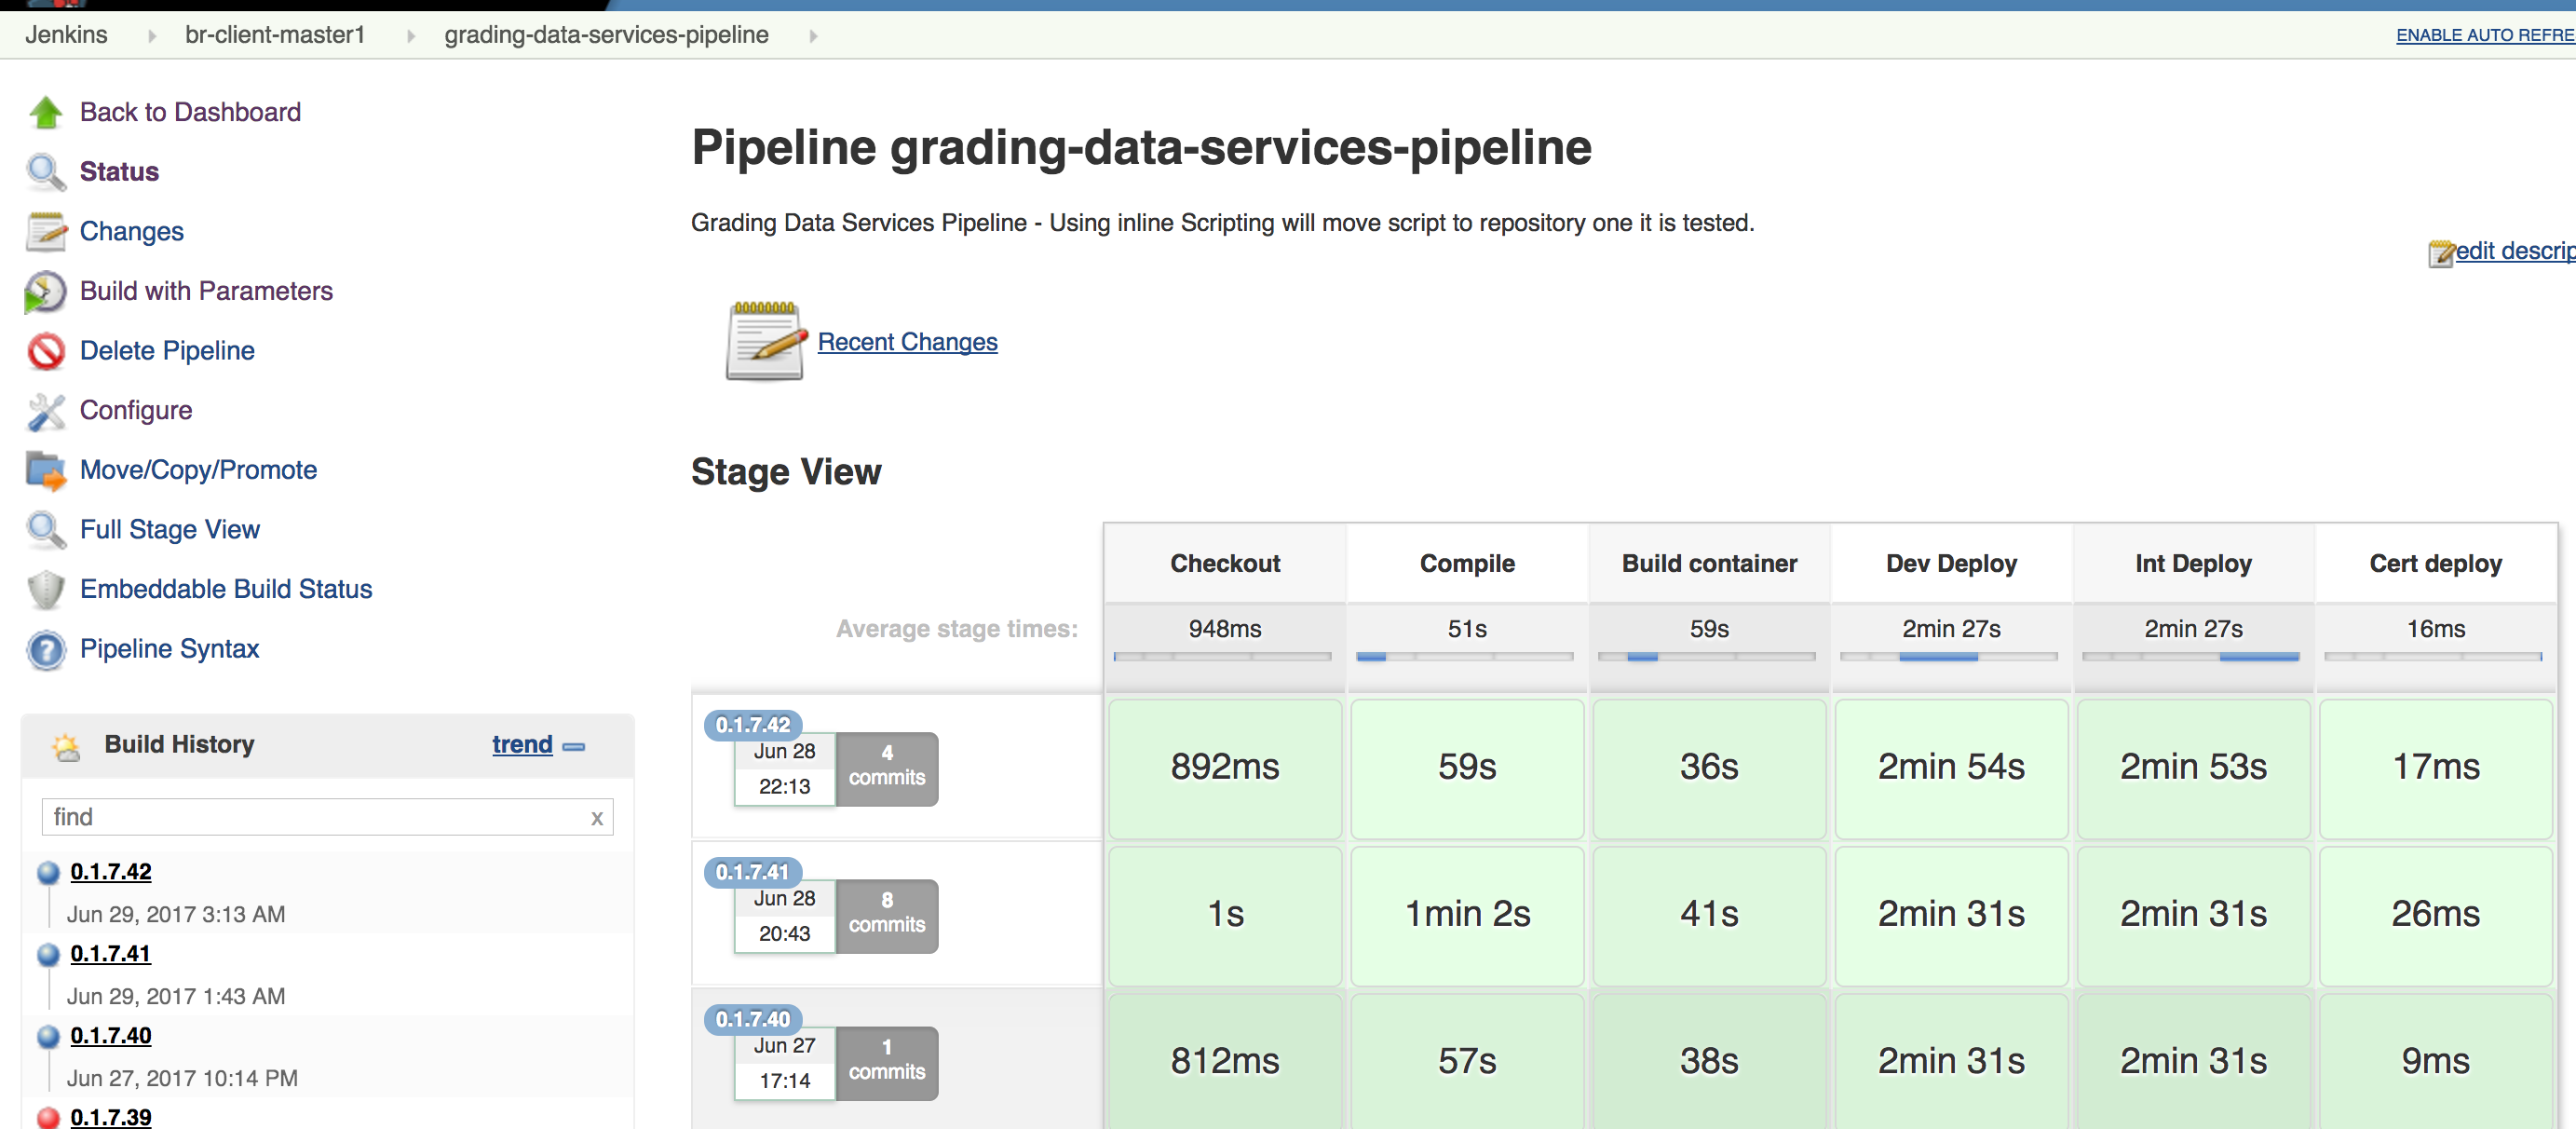 Jenkins br-client-master1 grading-data-services-pipeline
ENABLE AUTO REFRE
Back to Dashboard
Status
Changes
Build with Parameters
Delete Pipeline
Configure
Move/Copy/Promote
Full Stage View
Embeddable Build Status
Pipeline Syntax
Build History trend
find x
0.1.7.42
Jun 29, 2017 3:13 AM
0.1.7.41
Jun 29, 2017 1:43 AM
0.1.7.40
Jun 27, 2017 10:14 PM
0.1.7.39
Pipeline grading-data-services-pipeline
Grading Data Services Pipeline - Using inline Scripting will move script to repository one it is tested.
edit descrip
Recent Changes
Stage View
Checkout Compile Build container Dev Deploy Int Deploy Cert deploy
Average stage times: 948ms 51s 59s 2min 27s 2min 27s 16ms
0.1.7.42
Jun 28
22:13
4
commits
892ms 59s 36s 2min 54s 2min 53s 17ms
0.1.7.41
Jun 28
20:43
8
commits
1s 1min 2s 41s 2min 31s 2min 31s 26ms
0.1.7.40
Jun 27
17:14
1
commits
812ms 57s 38s 2min 31s 2min 31s 9ms